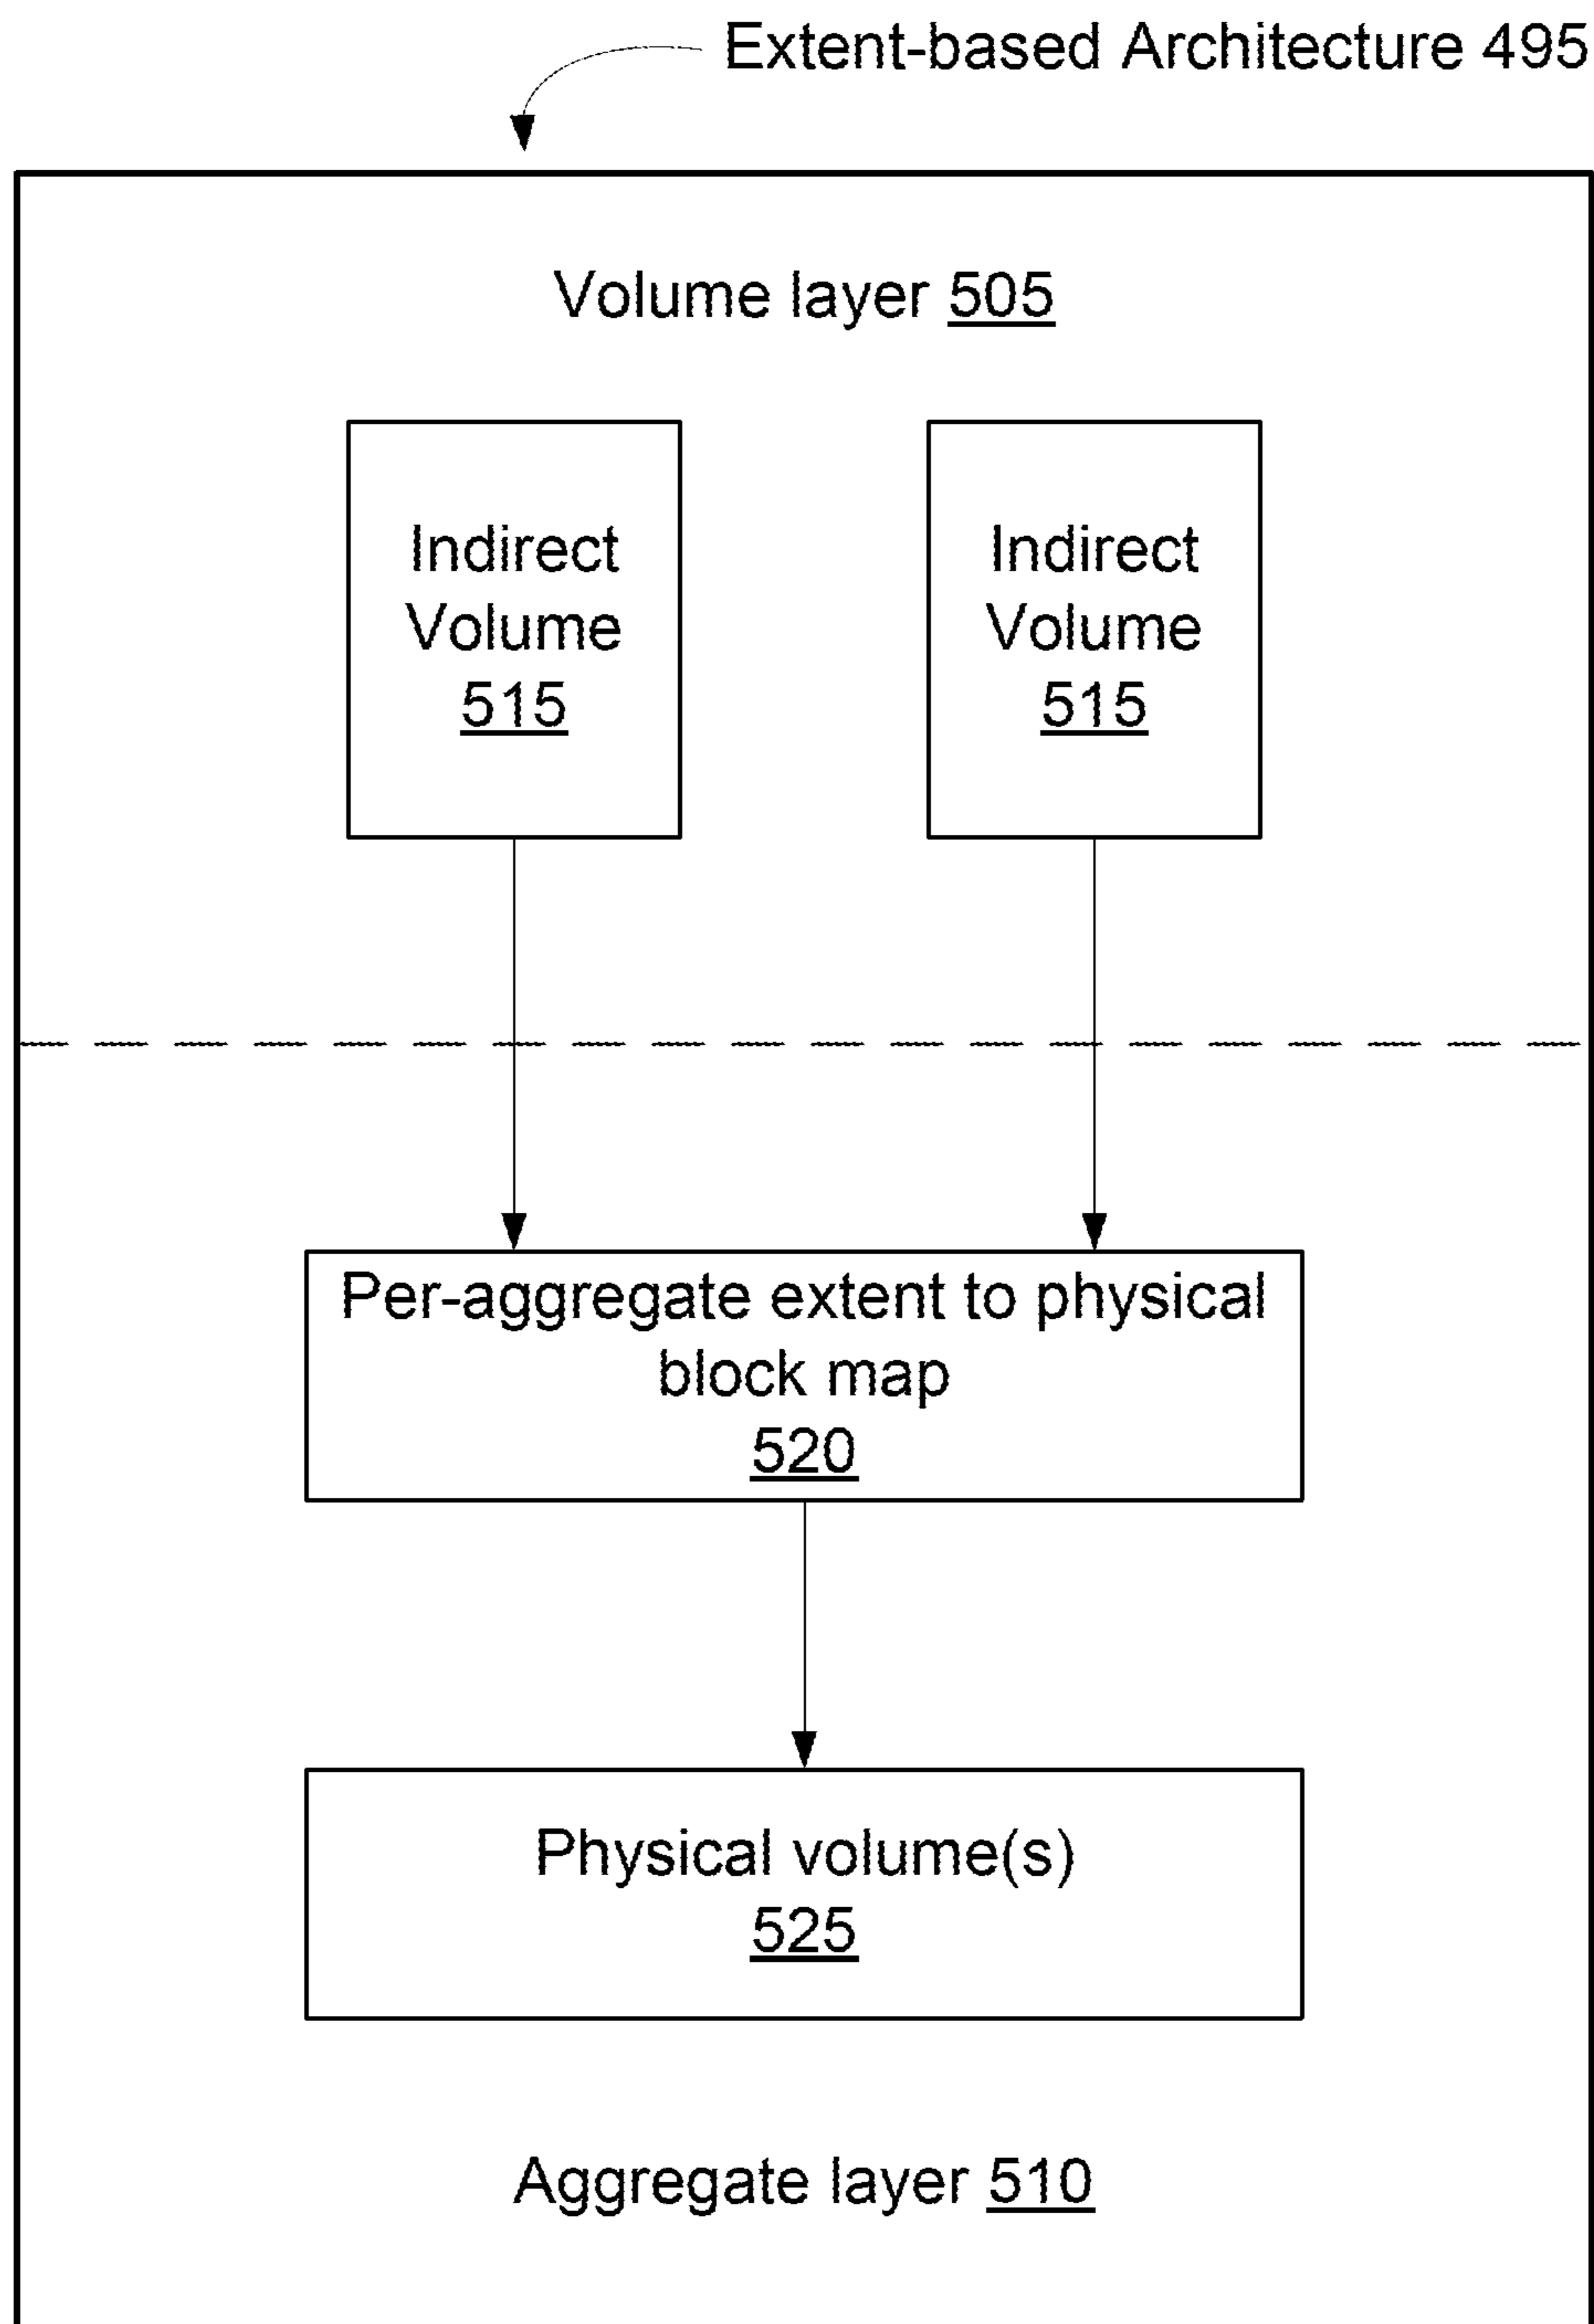 Extent-based Architecture 495
Volume layer 505
Indirect
Volume
515
Indirect
Volume
515
Per-aggregate extent to physical
block map
520
Physical volume(s)
525
Aggregate layer 510